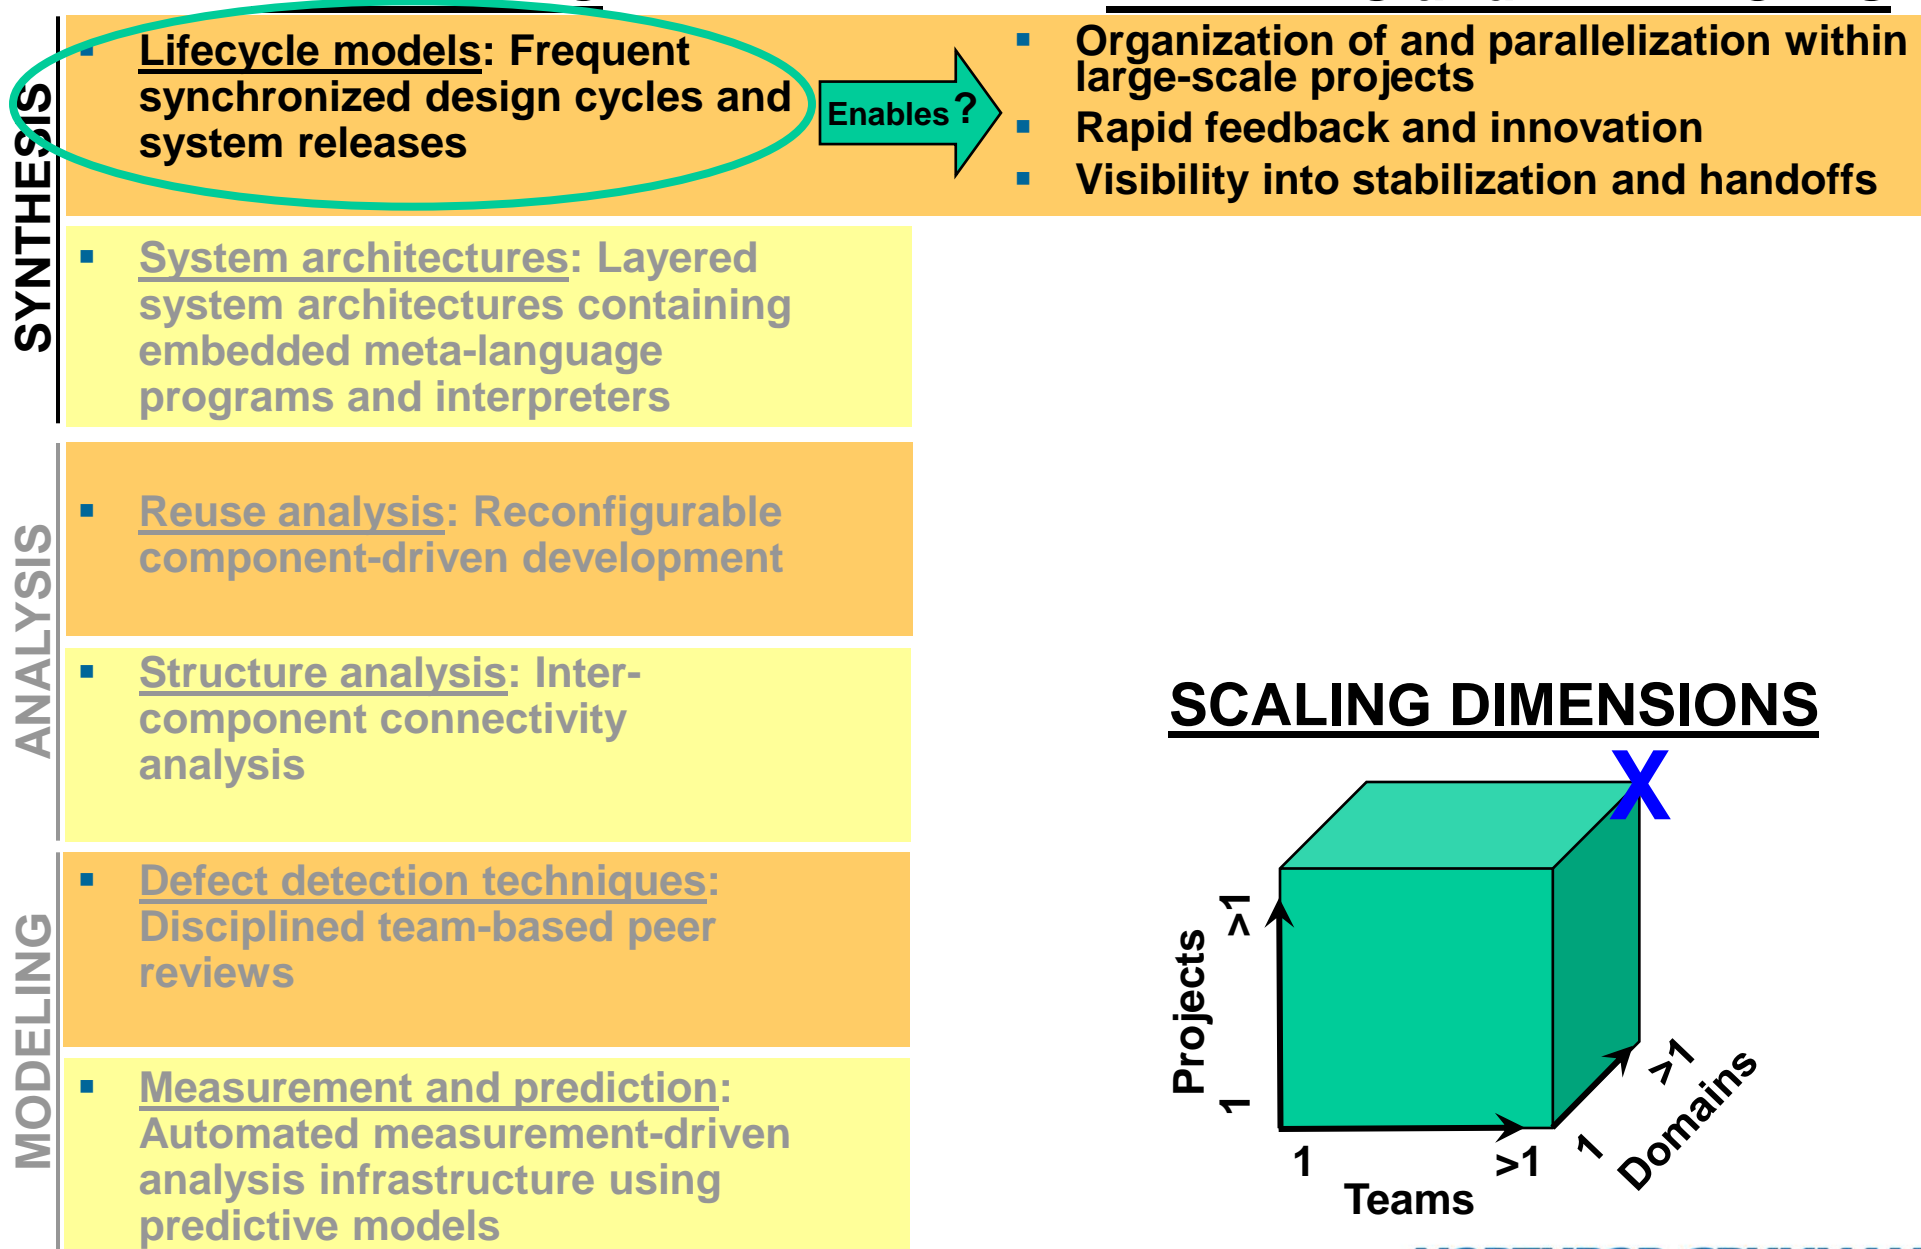 SYNTHESIS
Lifecycle models: Frequent
synchronized design cycles and
system releases
Enables ?
Organization of and parallelization within
large-scale projects
Rapid feedback and innovation
Visibility into stabilization and handoffs
System architectures: Layered
system architectures containing
embedded meta-language
programs and interpreters
ANALYSIS
Reuse analysis: Reconfigurable
component-driven development
Structure analysis: Inter-
component connectivity
analysis
MODELING
Defect detection techniques:
Disciplined team-based peer
reviews
Measurement and prediction:
Automated measurement-driven
analysis infrastructure using
predictive models
SCALING DIMENSIONS
X
Projects
1
>1
1
>1
Teams
1
>1
Domains